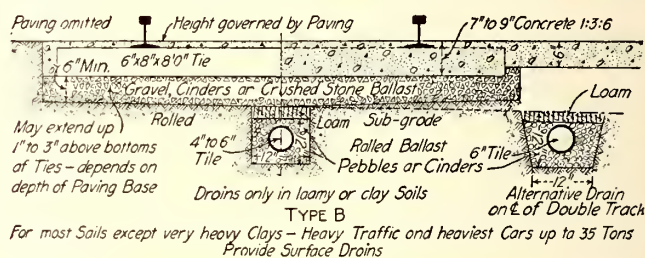 Paving omitted
Height governed by Paving
7" to 9" Concrete 1:3:6
6" Min.
6"x8"x8'0" Tie
Gravel, Cinders or Crushed Stone Ballast
Loam
Rolled
Loam
Sub-grade
May extend up
1" to 3" above bottoms
of Ties – depends on
depth of Paving Base
4" to 6"
Tile
12"
Rolled Ballast
Pebbles or Cinders
6" Tile
12"
Drains only in loamy or clay Soils
Alternative Drain
on ℄ of Double Track
TYPE B
For most Soils except very heavy Clays – Heavy Traffic and heaviest Cars up to 35 Tons
Provide Surface Drains